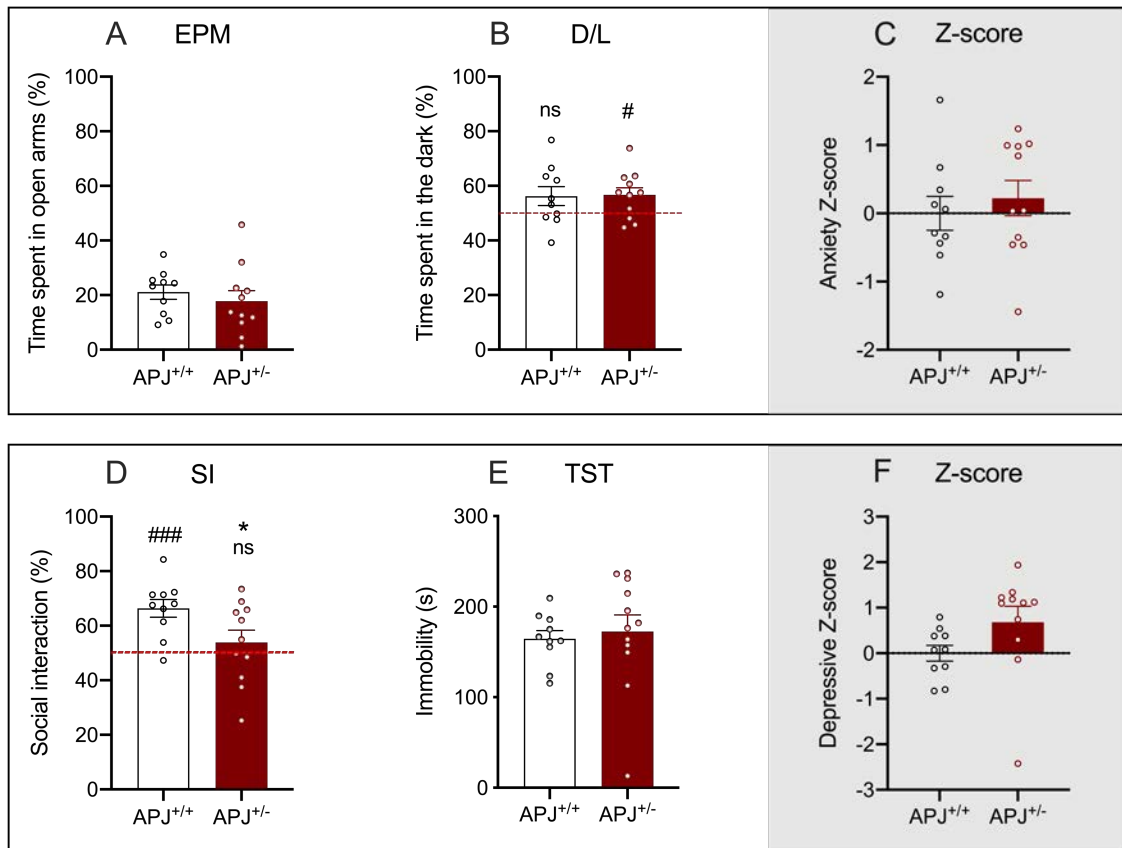 A EPM
Time spent in open arms (%)
100
80
60
40
20
0
APJ+/+ APJ+/-
B D/L
Time spent in the dark (%)
100
80
60
40
20
0
ns #
APJ+/+ APJ+/-
C Z-score
Anxiety Z-score
2
1
0
-1
-2
APJ+/+ APJ+/-
D SI
Social interaction (%)
100
80
60
40
20
0
### *
ns
APJ+/+ APJ+/-
E TST
Immobility (s)
300
200
100
0
APJ+/+ APJ+/-
F Z-score
Depressive Z-score
3
2
1
0
-1
-2
-3
APJ+/+ APJ+/-